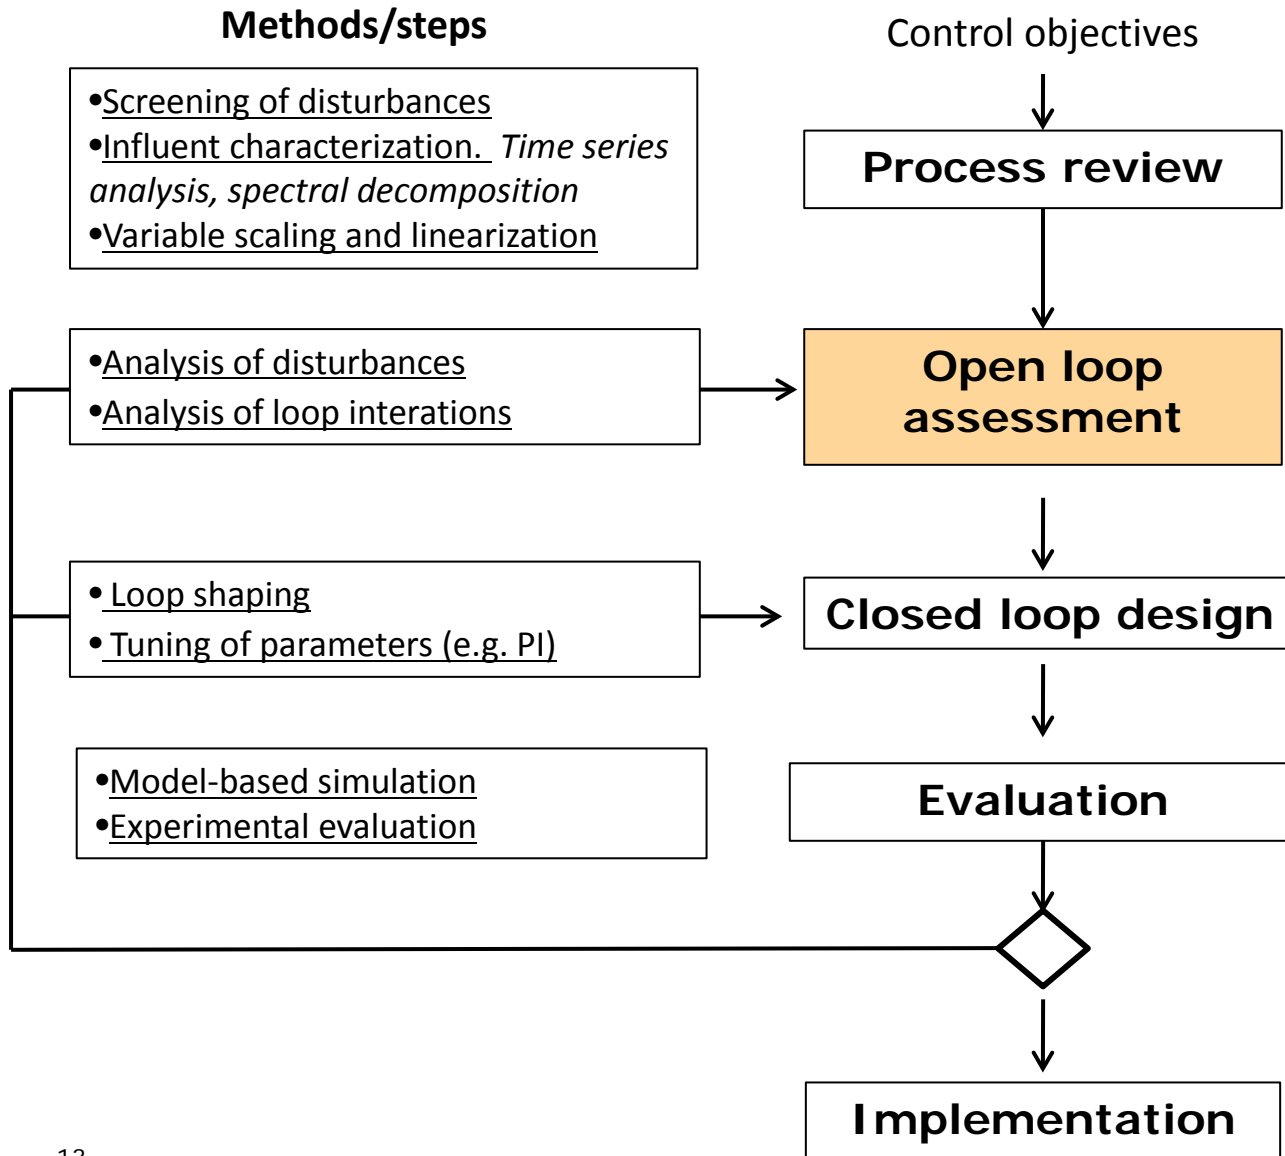 Methods/steps
Control objectives
•Screening of disturbances
•Influent characterization. Time series
analysis, spectral decomposition
•Variable scaling and linearization
Process review
•Analysis of disturbances
•Analysis of loop interations
Open loop
assessment
• Loop shaping
• Tuning of parameters (e.g. PI)
Closed loop design
•Model-based simulation
•Experimental evaluation
Evaluation
Implementation